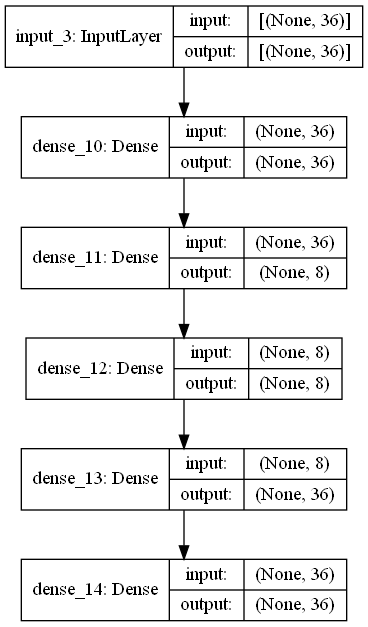 input_3: InputLayer input: [(None, 36)]
output: [(None, 36)]
dense_10: Dense input: (None, 36)
output: (None, 36)
dense_11: Dense input: (None, 36)
output: (None, 8)
dense_12: Dense input: (None, 8)
output: (None, 8)
dense_13: Dense input: (None, 8)
output: (None, 36)
dense_14: Dense input: (None, 36)
output: (None, 36)